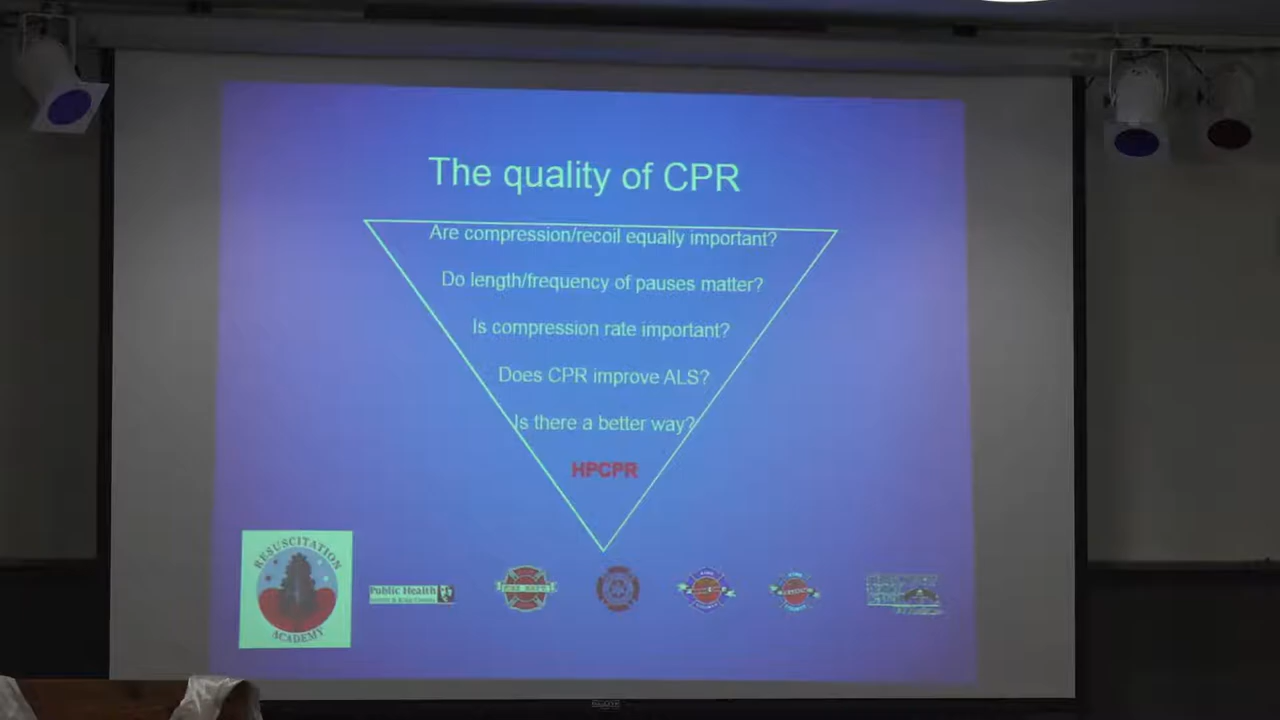 The quality of CPR
Are compression/recoil equally important?
Do length/frequency of pauses matter?
Is compression rate important?
Does CPR improve ALS?
Is there a better way?
HPCPR
RESUSCITATION
ACADEMY
Public Health